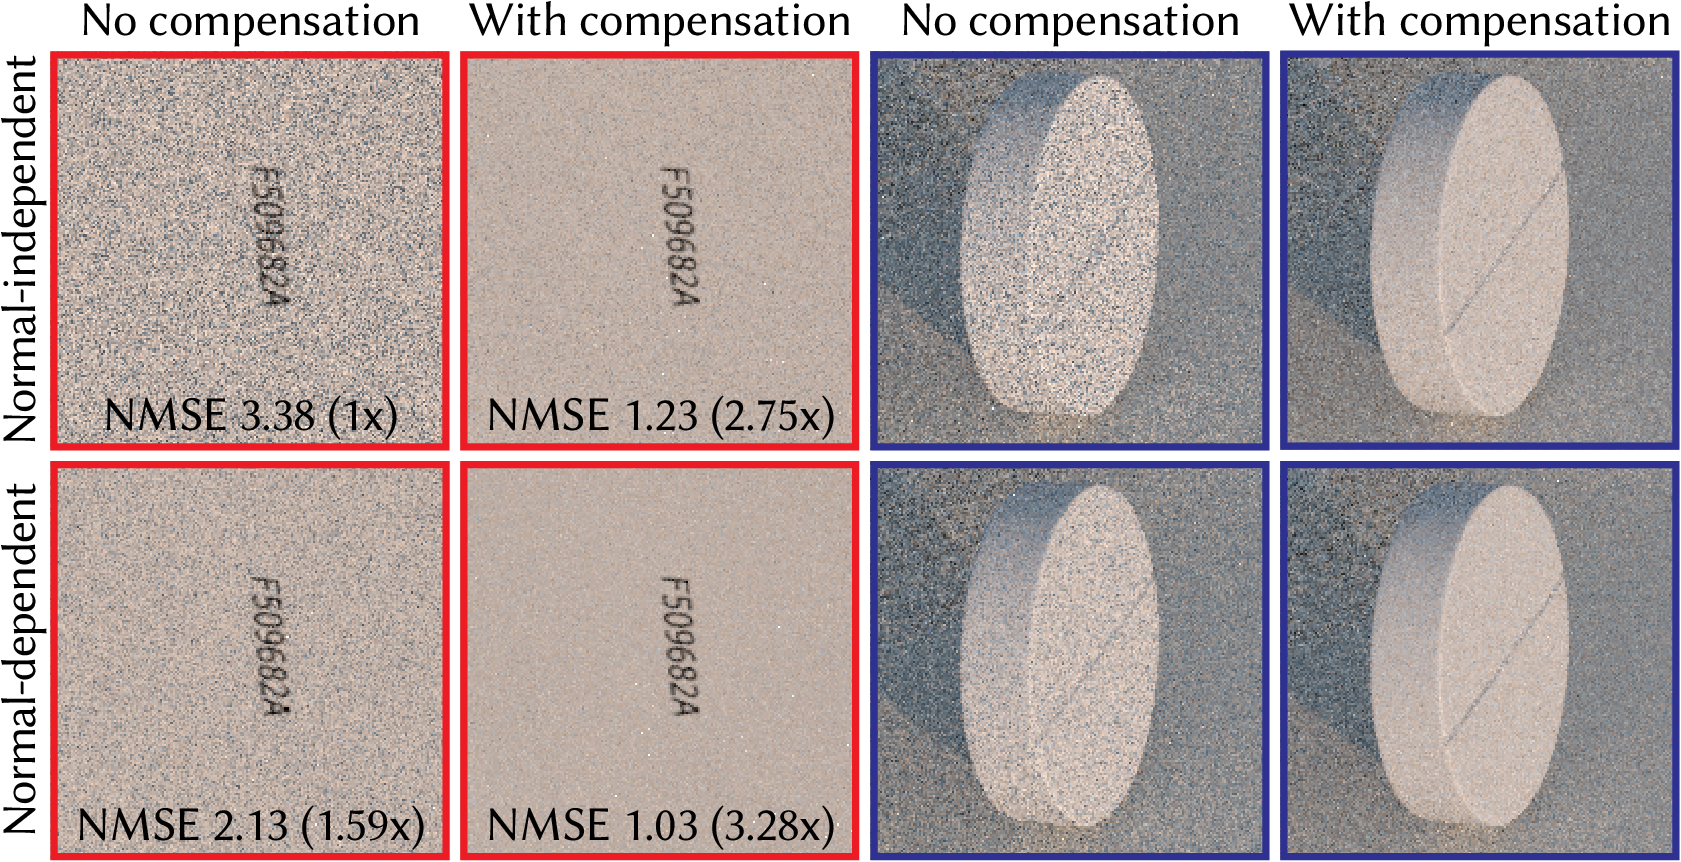 No compensation
With compensation
No compensation
With compensation
Normal-independent
F509682A
NMSE 3.38 (1x)
F509682A
NMSE 1.23 (2.75x)
Normal-dependent
F509682A
NMSE 2.13 (1.59x)
F509682A
NMSE 1.03 (3.28x)